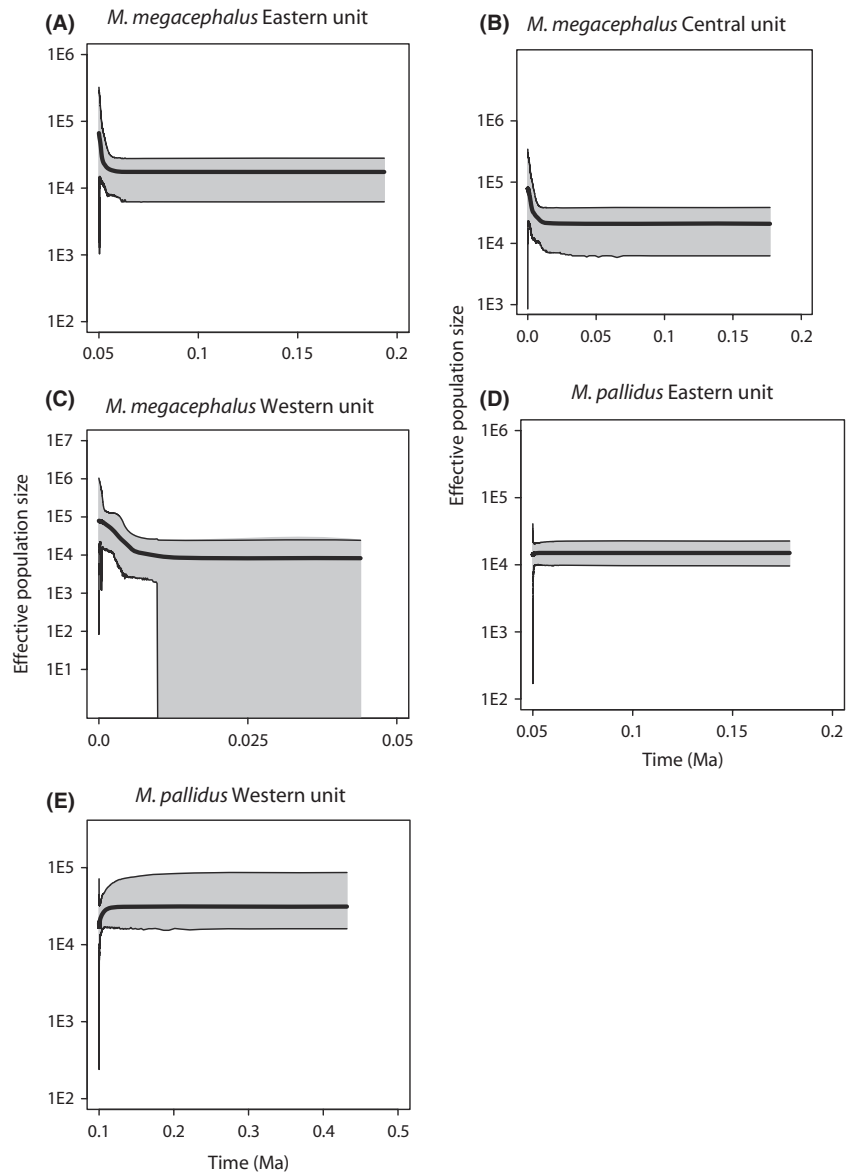 (A)
M. megacephalus Eastern unit
1E6
1E5
1E4
1E3
1E2
0.05
0.1
0.15
0.2
(B)
M. megacephalus Central unit
1E6
1E5
1E4
1E3
0.0
0.05
0.1
0.15
0.2
(C)
M. megacephalus Western unit
Effective population size
1E7
1E6
1E5
1E4
1E3
1E2
1E1
0.0
0.025
0.05
(D)
M. pallidus Eastern unit
Effective population size
1E6
1E5
1E4
1E3
1E2
0.05
0.1
0.15
0.2
Time (Ma)
(E)
M. pallidus Western unit
1E5
1E4
1E3
1E2
0.1
0.2
0.3
0.4
0.5
Time (Ma)